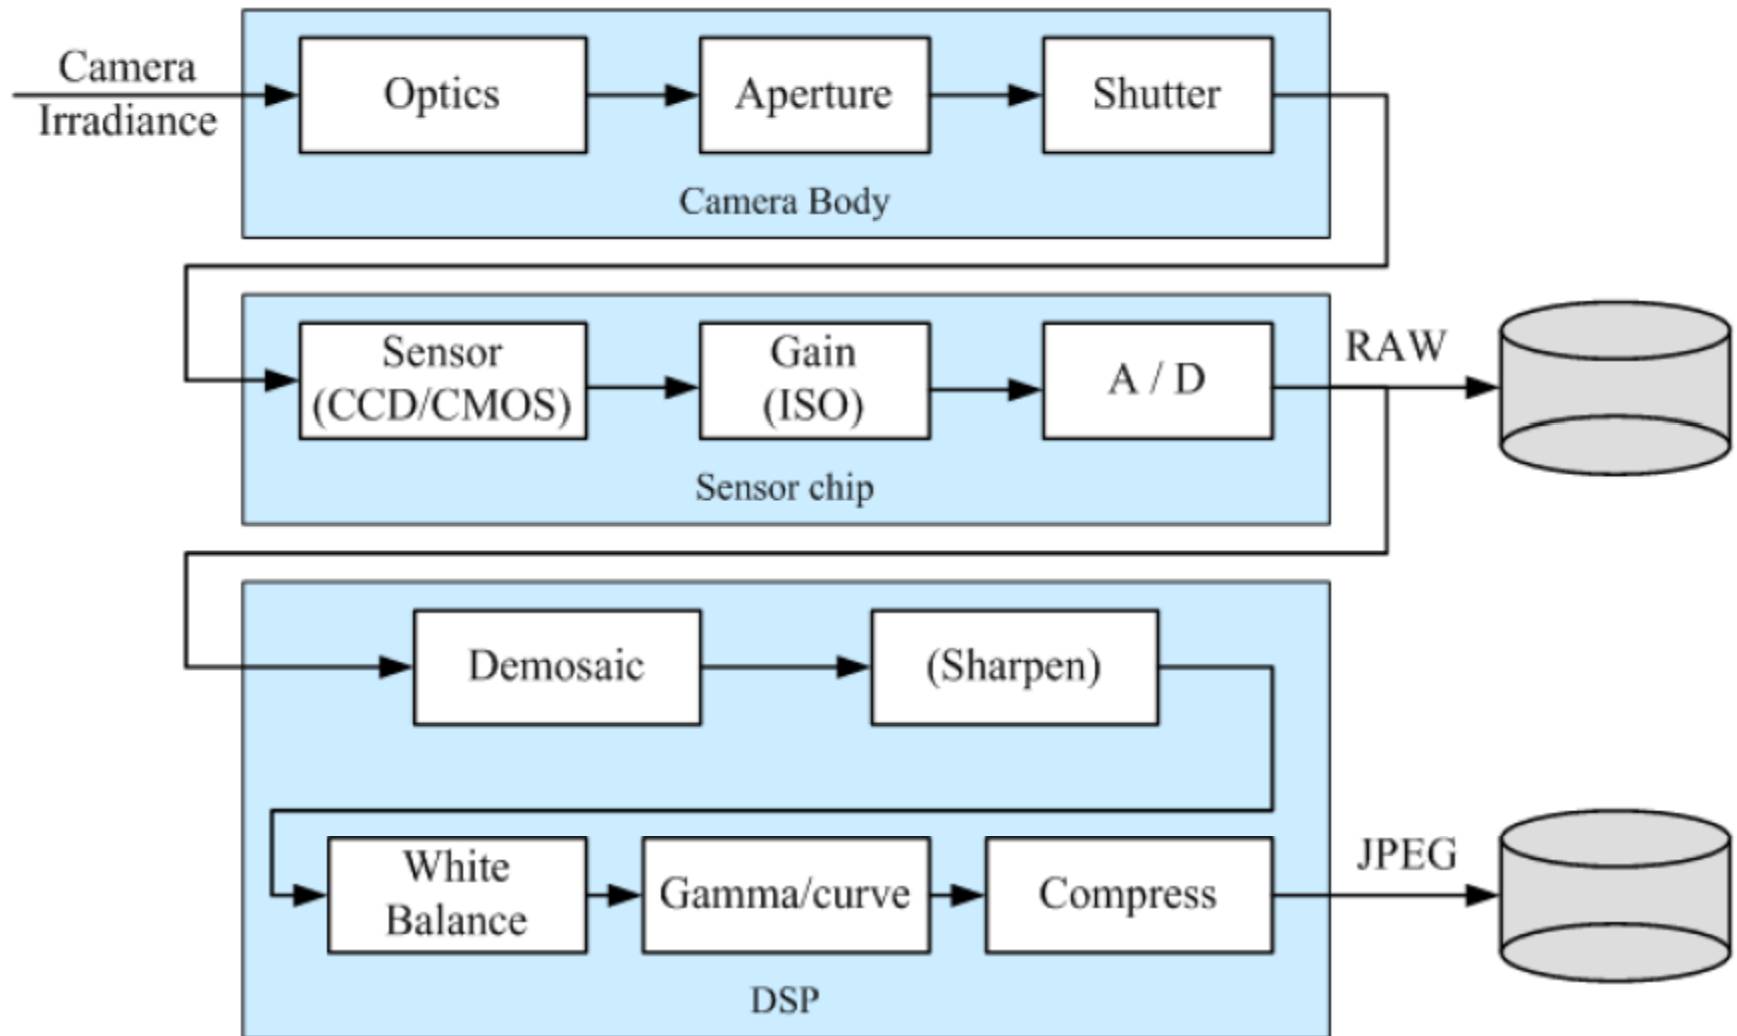 Camera
Irradiance
Optics
Aperture
Shutter
Camera Body
Sensor
(CCD/CMOS)
Gain
(ISO)
A / D
RAW
Sensor chip
Demosaic
(Sharpen)
White
Balance
Gamma/curve
Compress
JPEG
DSP